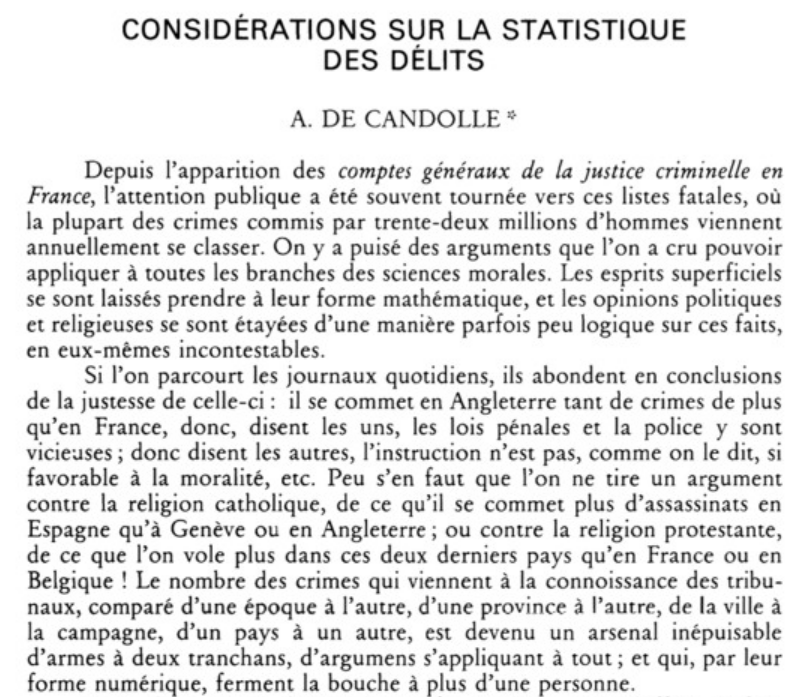 CONSIDÉRATIONS SUR LA STATISTIQUE
DES DÉLITS
A. DE CANDOLLE *
Depuis l'apparition des comptes généraux de la justice criminelle en
France, l'attention publique a été souvent tournée vers ces listes fatales, où
la plupart des crimes commis par trente-deux millions d'hommes viennent
annuellement se classer. On y a puisé des arguments que l'on a cru pouvoir
appliquer à toutes les branches des sciences morales. Les esprits superficiels
se sont laissés prendre à leur forme mathématique, et les opinions politiques
et religieuses se sont étayées d'une manière parfois peu logique sur ces faits,
en eux-mêmes incontestables.
Si l'on parcourt les journaux quotidiens, ils abondent en conclusions
de la justesse de celle-ci : il se commet en Angleterre tant de crimes de plus
qu'en France, donc, disent les uns, les lois pénales et la police y sont
vicieuses ; donc disent les autres, l'instruction n'est pas, comme on le dit, si
favorable à la moralité, etc. Peu s'en faut que l'on ne tire un argument
contre la religion catholique, de ce qu'il se commet plus d'assassinats en
Espagne qu'à Genève ou en Angleterre ; ou contre la religion protestante,
de ce que l'on vole plus dans ces deux derniers pays qu'en France ou en
Belgique ! Le nombre des crimes qui viennent à la connoissance des tribu-
naux, comparé d'une époque à l'autre, d'une province à l'autre, de la ville à
la campagne, d'un pays à un autre, est devenu un arsenal inépuisable
d'armes à deux tranchans, d'argumens s'appliquant à tout ; et qui, par leur
forme numérique, ferment la bouche à plus d'une personne.